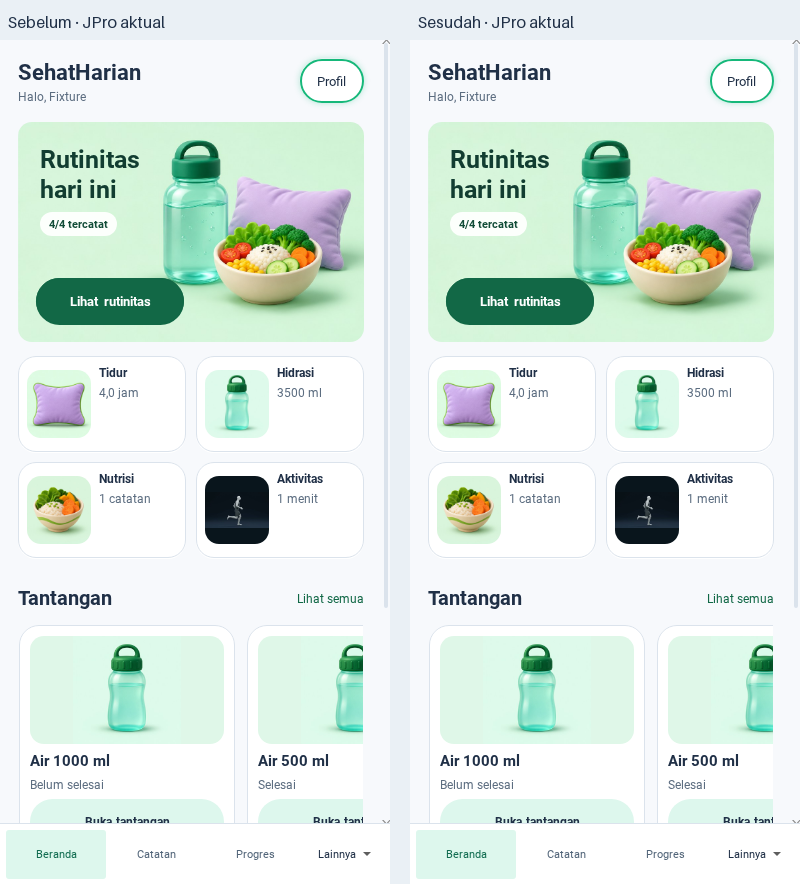 Sebelum · JPro aktual
SehatHarian
Halo, Fixture
Profil
Rutinitas
hari ini
4/4 tercatat
Lihat rutinitas
Tidur
4,0 jam
Hidrasi
3500 ml
Nutrisi
1 catatan
Aktivitas
1 menit
Tantangan
Lihat semua
Air 1000 ml
Belum selesai
Buka tantangan
Air 500 ml
Selesai
Buka tant
Beranda
Catatan
Progres
Lainnya
Sesudah · JPro aktual
SehatHarian
Halo, Fixture
Profil
Rutinitas
hari ini
4/4 tercatat
Lihat rutinitas
Tidur
4,0 jam
Hidrasi
3500 ml
Nutrisi
1 catatan
Aktivitas
1 menit
Tantangan
Lihat semua
Air 1000 ml
Belum selesai
Buka tantangan
Air 500 ml
Selesai
Buka tant
Beranda
Catatan
Progres
Lainnya